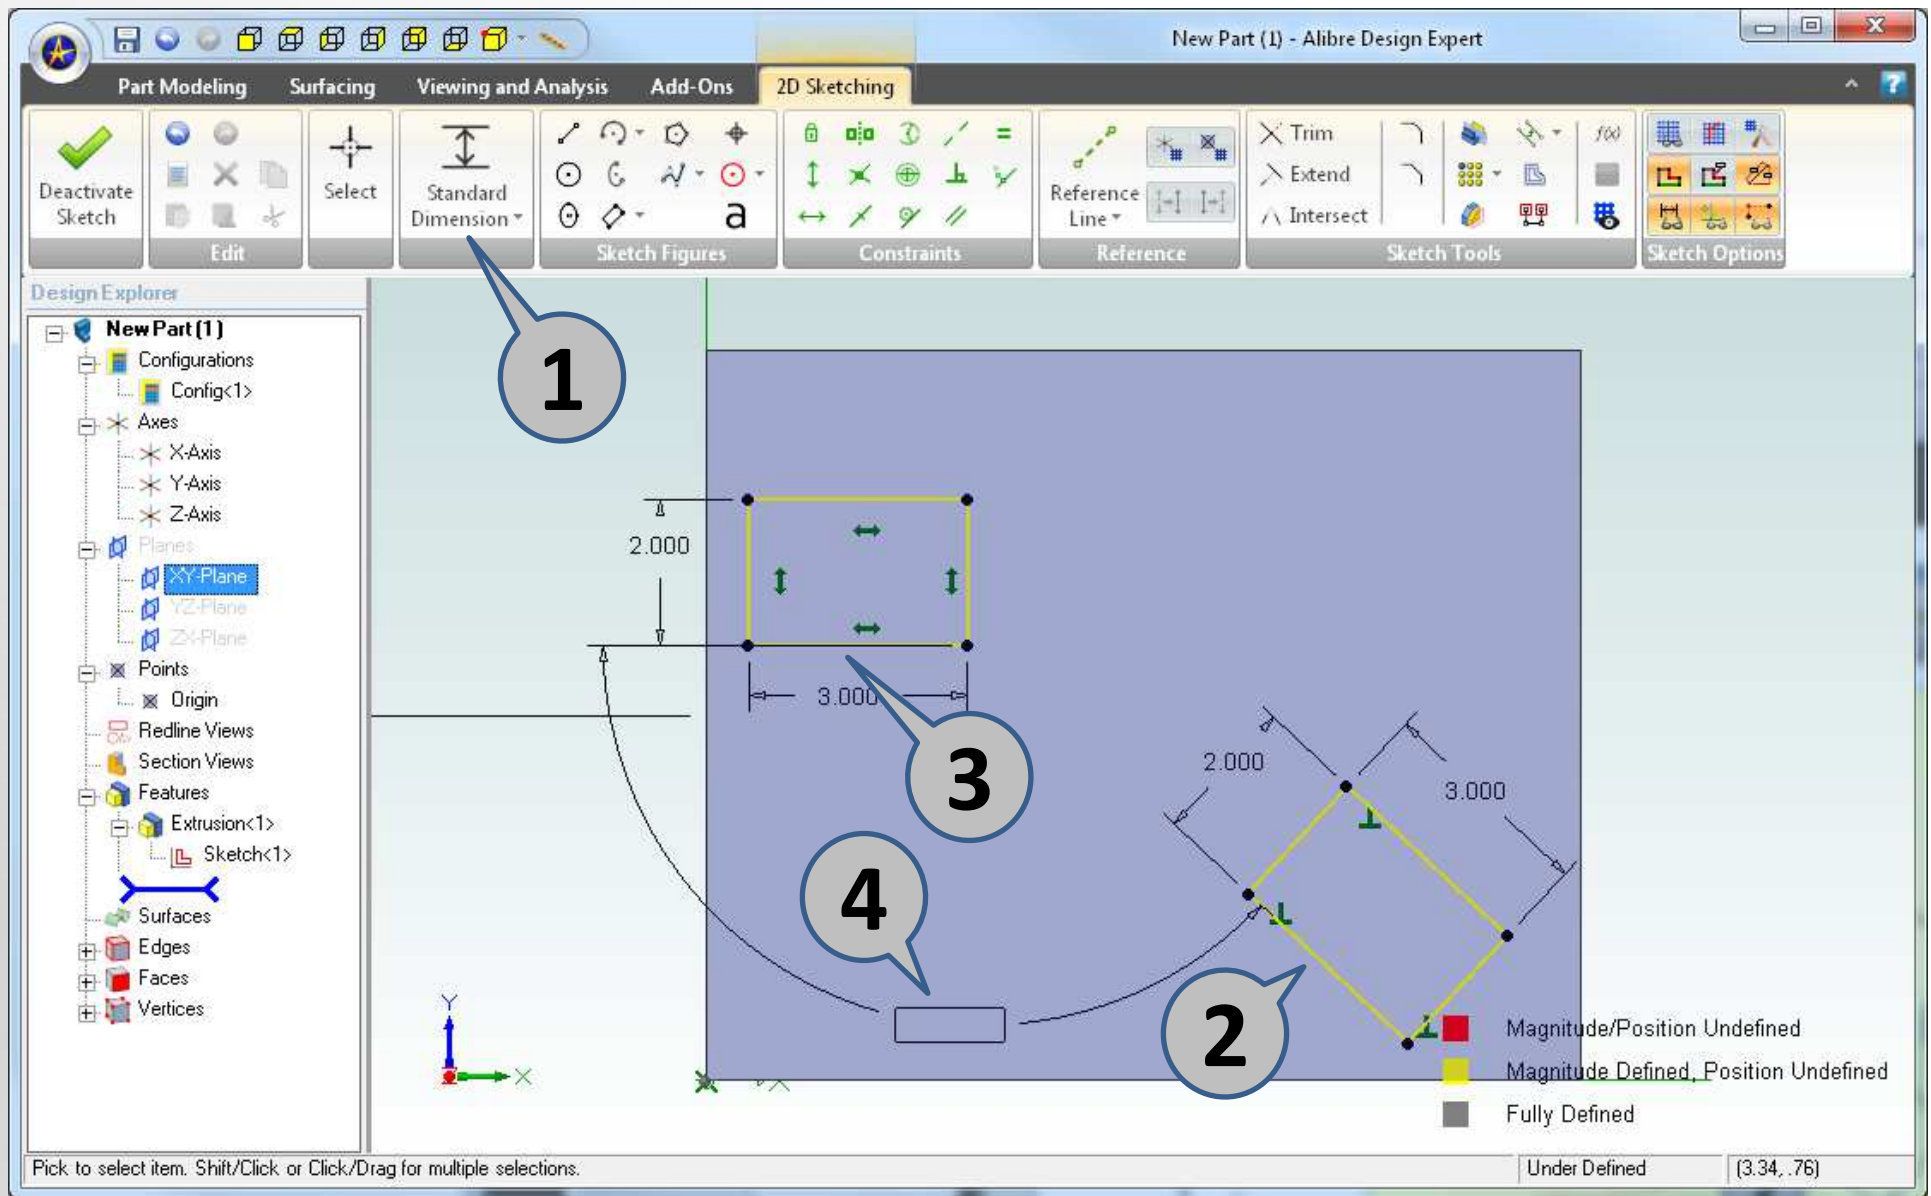 New Part (1) - Alibre Design Expert
Part Modeling Surfacing Viewing and Analysis Add-Ons 2D Sketching
Deactivate
Sketch
Edit
Select
Standard
Dimension
a
Sketch Figures
Constraints
Reference
Line
Reference
Trim
Extend
Intersect
f(x)
Sketch Tools
Sketch Options
Design Explorer
New Part (1)
Configurations
Config<1>
Axes
X-Axis
Y-Axis
Z-Axis
Planes
XY-Plane
YZ-Plane
ZX-Plane
Points
Origin
Redline Views
Section Views
Features
Extrusion<1>
Sketch<1>
Surfaces
Edges
Faces
Vertices
1
2.000
3.000
3
2.000
3.000
4
2
Y
X
X
Magnitude/Position Undefined
Magnitude Defined, Position Undefined
Fully Defined
Pick to select item. Shift/Click or Click/Drag for multiple selections.
Under Defined
(3.34, .76)